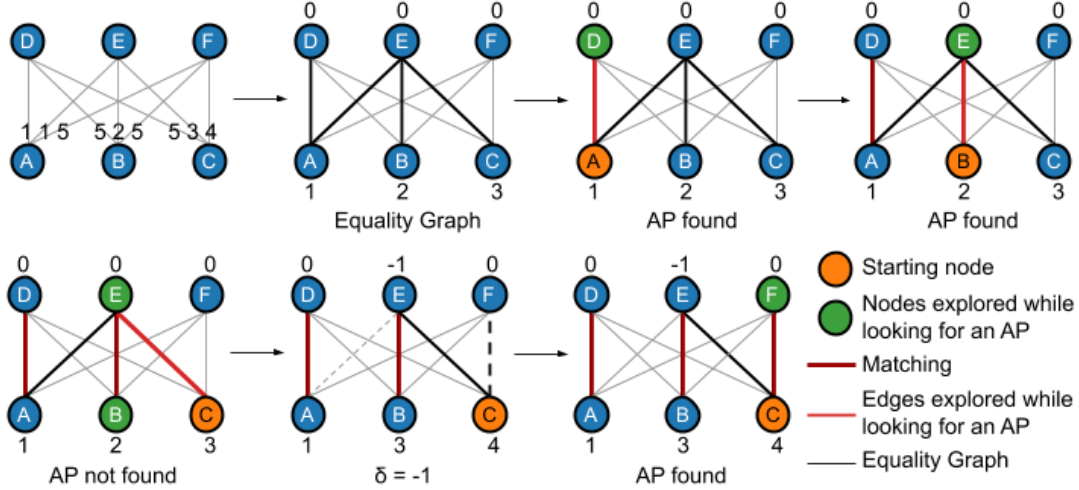 0 0 0 0 0 0 0 0 0
D E F D E F D E F D E F
1 1 5 5 2 5 5 3 4
A B C A B C A B C A B C
1 2 3 1 2 3 1 2 3
Equality Graph AP found AP found
0 0 0 0 -1 0 0 -1 0
D E F D E F D E F
A B C A B C A B C
1 2 3 1 3 4 1 3 4
AP not found δ = -1 AP found
Starting node
Nodes explored while
looking for an AP
Matching
Edges explored while
looking for an AP
Equality Graph